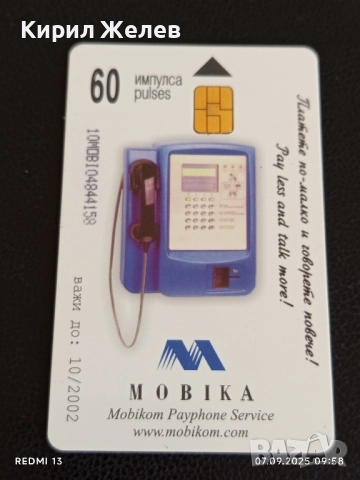 Кирил Желев
60 импулса
pulses
Платете по-малко и говорете повече!
Pay less and talk more!
10MOBI04844158
важи до: 10/2002
MOBIKA
Mobikom Payphone Service
www.mobikom.com
REDMI 13
07.09.2025 09:58